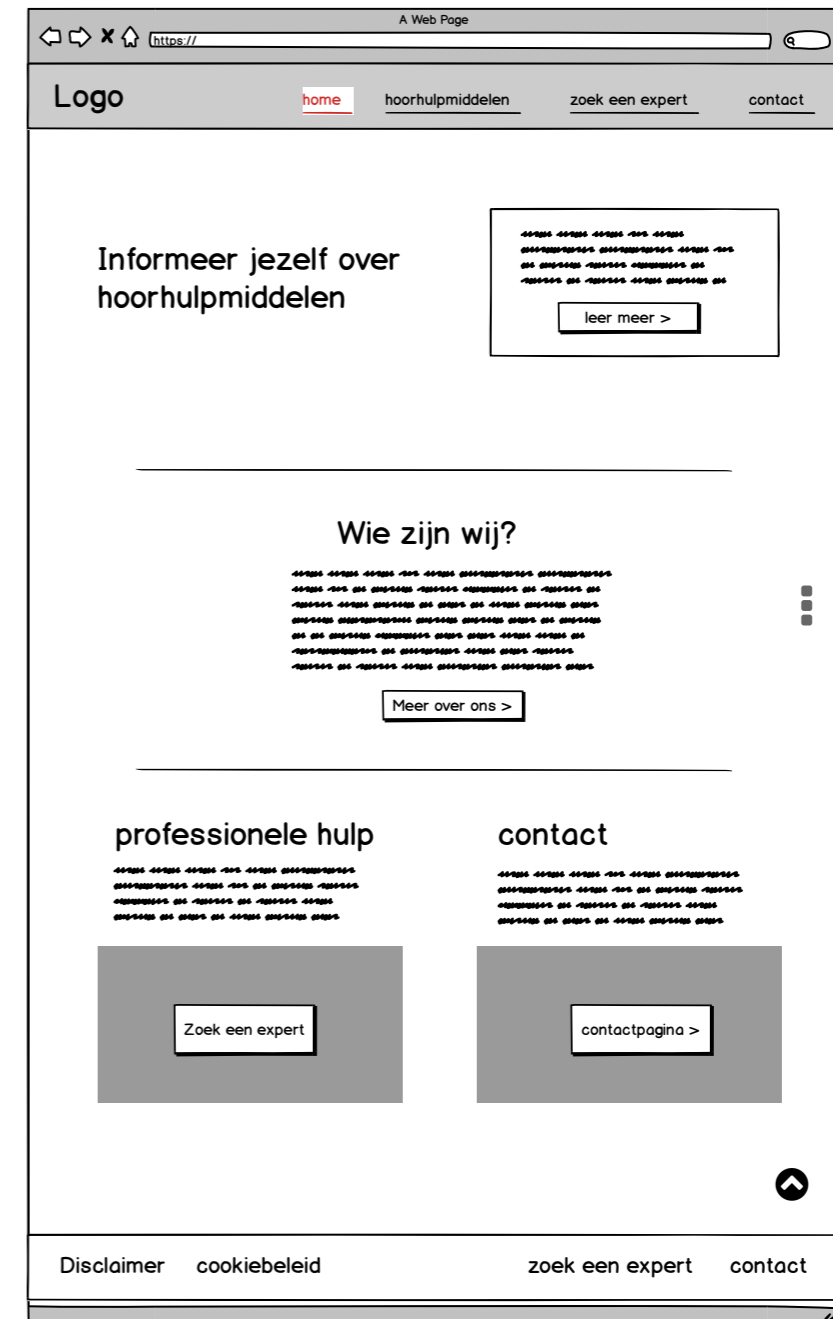 A Web Page
https://
Logo
home
hoorhulpmiddelen
zoek een expert
contact
Informeer jezelf over
hoorhulpmiddelen
leer meer >
Wie zijn wij?
Meer over ons >
professionele hulp
contact
Zoek een expert
contactpagina >
Disclaimer
cookiebeleid
zoek een expert
contact